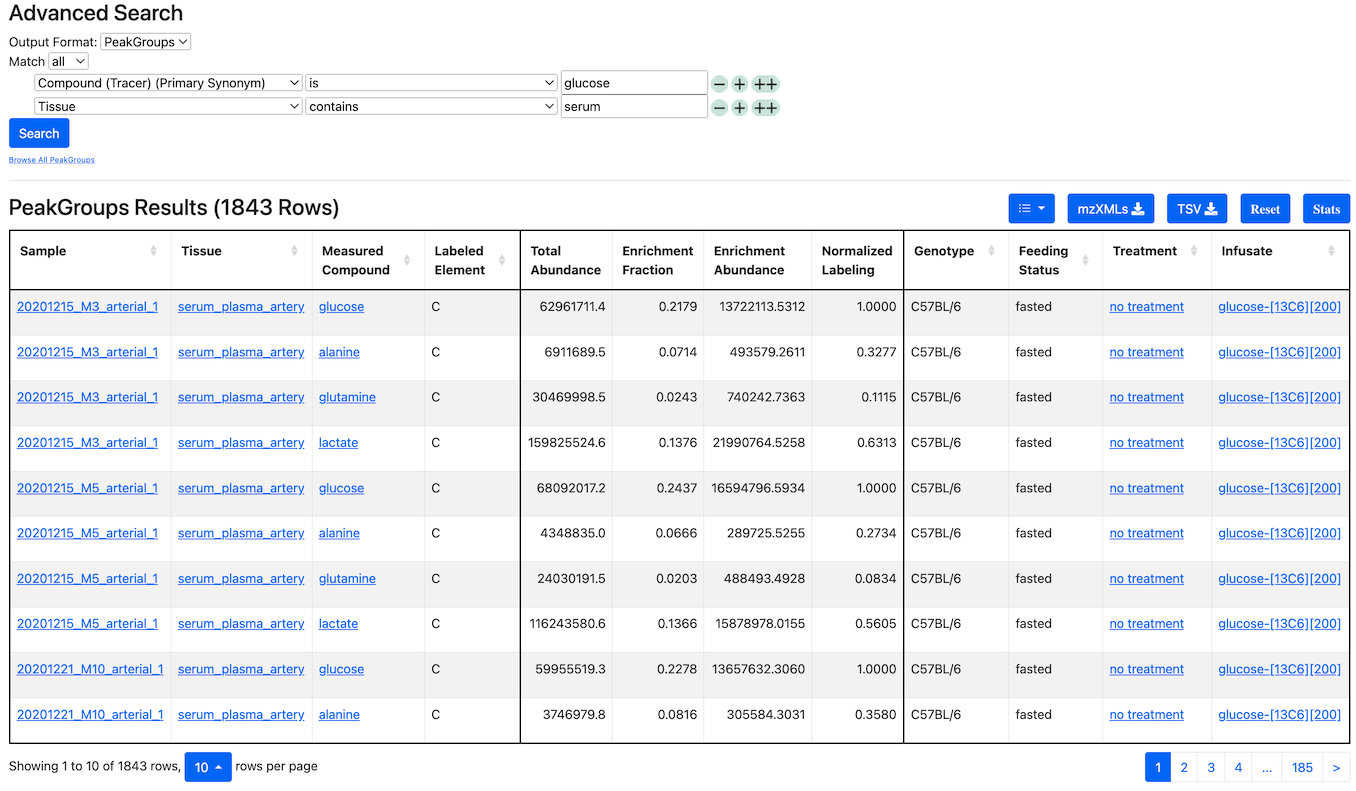 Advanced Search
Output Format: PeakGroups
Match all
Compound (Tracer) (Primary Synonym) is glucose − + ++
Tissue contains serum − + ++
Search
Browse All PeakGroups
PeakGroups Results (1843 Rows) mzXMLs TSV Reset Stats
Sample Tissue Measured Compound Labeled Element Total Abundance Enrichment Fraction Enrichment Abundance Normalized Labeling Genotype Feeding Status Treatment Infusate
20201215_M3_arterial_1 serum_plasma_artery glucose C 62961711.4 0.2179 13722113.5312 1.0000 C57BL/6 fasted no treatment glucose-[13C6][200]
20201215_M3_arterial_1 serum_plasma_artery alanine C 6911689.5 0.0714 493579.2611 0.3277 C57BL/6 fasted no treatment glucose-[13C6][200]
20201215_M3_arterial_1 serum_plasma_artery glutamine C 30469998.5 0.0243 740242.7363 0.1115 C57BL/6 fasted no treatment glucose-[13C6][200]
20201215_M3_arterial_1 serum_plasma_artery lactate C 159825524.6 0.1376 21990764.5258 0.6313 C57BL/6 fasted no treatment glucose-[13C6][200]
20201215_M5_arterial_1 serum_plasma_artery glucose C 68092017.2 0.2437 16594796.5934 1.0000 C57BL/6 fasted no treatment glucose-[13C6][200]
20201215_M5_arterial_1 serum_plasma_artery alanine C 4348835.0 0.0666 289725.5255 0.2734 C57BL/6 fasted no treatment glucose-[13C6][200]
20201215_M5_arterial_1 serum_plasma_artery glutamine C 24030191.5 0.0203 488493.4928 0.0834 C57BL/6 fasted no treatment glucose-[13C6][200]
20201215_M5_arterial_1 serum_plasma_artery lactate C 116243580.6 0.1366 15878978.0155 0.5605 C57BL/6 fasted no treatment glucose-[13C6][200]
20201221_M10_arterial_1 serum_plasma_artery glucose C 59955519.3 0.2278 13657632.3060 1.0000 C57BL/6 fasted no treatment glucose-[13C6][200]
20201221_M10_arterial_1 serum_plasma_artery alanine C 3746979.8 0.0816 305584.3031 0.3580 C57BL/6 fasted no treatment glucose-[13C6][200]
Showing 1 to 10 of 1843 rows, 10 rows per page 1 2 3 4 ... 185 >